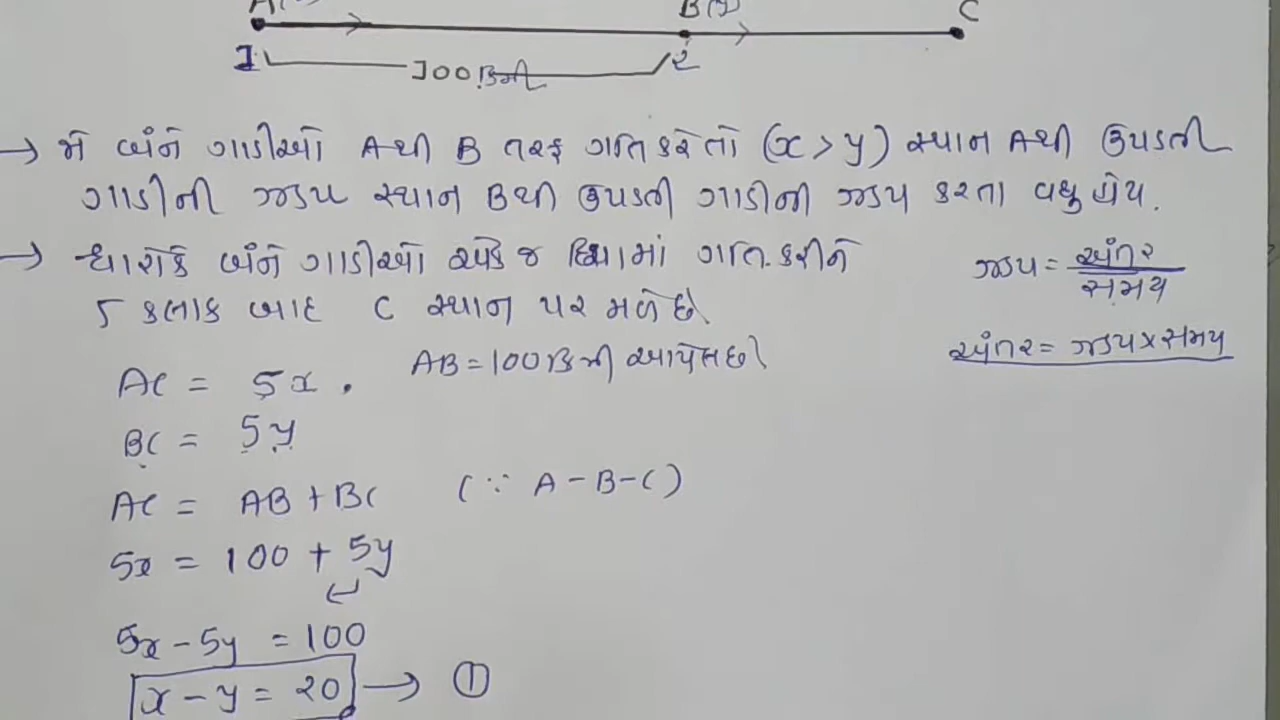 B(y) C
1 2
100 કિમી
→ જો બંને ગાડીઓ A થી B તરફ ગતિ કરે તો (x > y) સ્થાન A થી ઉપડતી
ગાડીની ઝડપ સ્થાન B થી ઉપડતી ગાડીની ઝડપ કરતા વધુ હોય.
→ ધારોકે બંને ગાડીઓ એક જ દિશામાં ગતિ કરીને
5 કલાક બાદ C સ્થાન પર મળે છે.
ઝડપ = અંતર / સમય
અંતર = ઝડપ × સમય
AC = 5x. AB = 100 કિમી આપેલ છે.
BC = 5y
AC = AB + BC (∵ A-B-C)
5x = 100 + 5y
5x - 5y = 100
x - y = 20 → ①